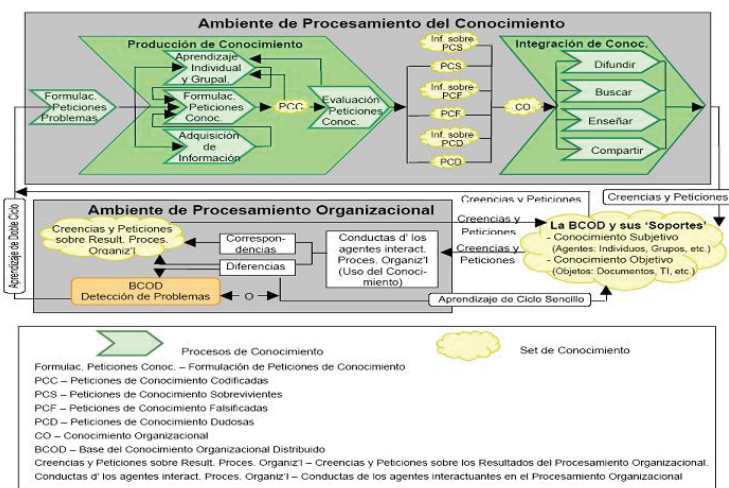 Ambiente de Procesamiento del Conocimiento
Producción de Conocimiento
Aprendizaje
Individual
y Grupal.
Formulac.
Peticiones
Problemas
Formulac.
Peticiones
Conoc.
Adquisición
de
Información
PCC
Evaluación
Peticiones
Conoc.
Inf. sobre
PCS
PCS
Inf. sobre
PCF
PCF
Inf. sobre
PCD
PCD
CO
Integración de Conoc.
Difundir
Buscar
Enseñar
Compartir
Aprendizaje de Doble Ciclo
Ambiente de Procesamiento Organizacional
Creencias y Peticiones
sobre Result. Proces.
Organiz'l
Correspon-
dencias
Diferencias
BCOD
Detección de Problemas
O
Conductas d' los
agentes interact.
Proces. Organiz'l
(Uso del Conoci-
miento)
Creencias y Peticiones
Creencias y
Peticiones
Creencias y
Peticiones
Creencias y Peticiones
La BCOD y sus 'Soportes'
- Conocimiento Subjetivo
(Agentes: Individuos, Grupos, etc.)
- Conocimiento Objetivo
(Objetos: Documentos, TI, etc.)
Aprendizaje de Ciclo Sencillo
Procesos de Conocimiento
Set de Conocimiento
Formulac. Peticiones Conoc. – Formulación de Peticiones de Conocimiento
PCC – Peticiones de Conocimiento Codificadas
PCS – Peticiones de Conocimiento Sobrevivientes
PCF – Peticiones de Conocimiento Falsificadas
PCD – Peticiones de Conocimiento Dudosas
CO – Conocimiento Organizacional
BCOD – Base del Conocimiento Organizacional Distribuido
Creencias y Peticiones sobre Result. Proces. Organiz'l – Creencias y Peticiones sobre los Resultados del Procesamiento Organizacional.
Conductas d' los agentes interact. Proces. Organiz'l – Conductas de los agentes interactuantes en el Procesamiento Organizacional